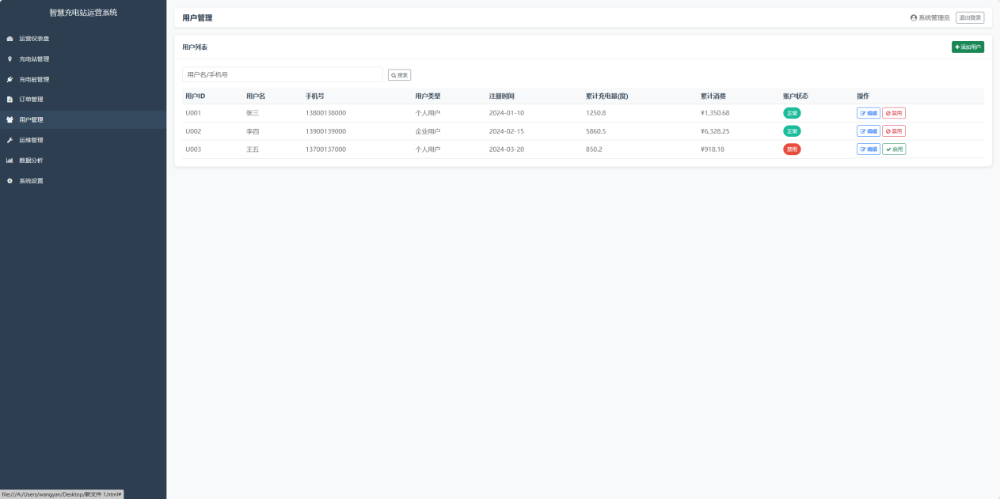 智慧充电站运营系统
运营仪表盘
充电站管理
充电桩管理
订单管理
用户管理
运维管理
数据分析
系统设置
用户管理
系统管理员 退出登录
用户列表
添加用户
用户名/手机号 搜索
用户ID 用户名 手机号 用户类型 注册时间 累计充电量(度) 累计消费 账户状态 操作
U001 张三 13800138000 个人用户 2024-01-10 1250.8 ¥1,350.68 正常 编辑 禁用
U002 李四 13900139000 企业用户 2024-02-15 5860.5 ¥6,328.25 正常 编辑 禁用
U003 王五 13700137000 个人用户 2024-03-20 850.2 ¥918.18 禁用 编辑 启用
file:///A:/Users/wangyan/Desktop/新文件 1.html#